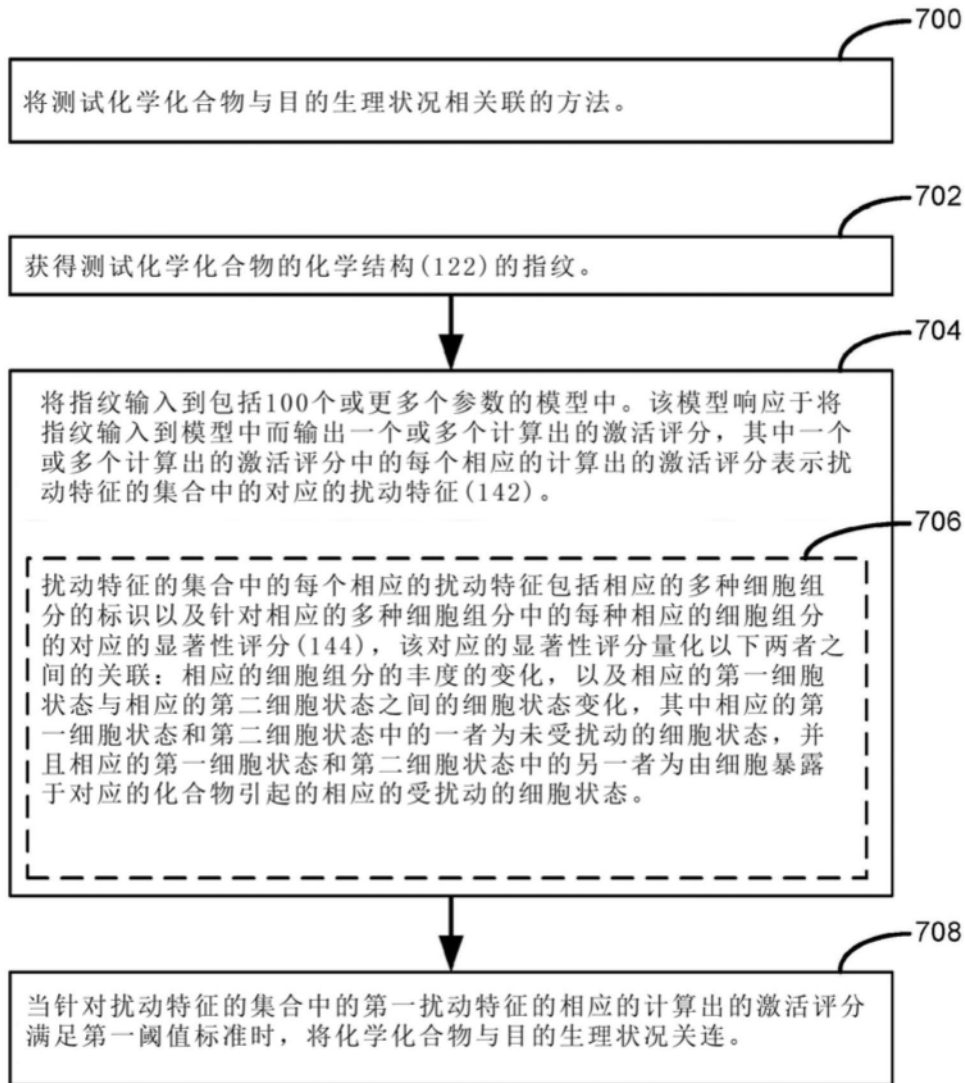 700
将测试化学化合物与目的生理状况相关联的方法。
702
获得测试化学化合物的化学结构(122)的指纹。
704
将指纹输入到包括100个或更多个参数的模型中。该模型响应于将
指纹输入到模型中而输出一个或多个计算出的激活评分，其中一个
或多个计算出的激活评分中的每个相应的计算出的激活评分表示扰
动特征的集合中的对应的扰动特征(142)。
706
扰动特征的集合中的每个相应的扰动特征包括相应的多种细胞组
分的标识以及针对相应的多种细胞组分中的每种相应的细胞组分
的对应的显著性评分(144)，该对应的显著性评分量化以下两者之
间的关联：相应的细胞组分的丰度的变化，以及相应的第一细胞
状态与相应的第二细胞状态之间的细胞状态变化，其中相应的第
一细胞状态和第二细胞状态中的一者为未受扰动的细胞状态，并
且相应的第一细胞状态和第二细胞状态中的另一者为由细胞暴露
于对应的化合物引起的相应的受扰动的细胞状态。
708
当针对扰动特征的集合中的第一扰动特征的相应的计算出的激活评分
满足第一阈值标准时，将化学化合物与目的生理状况关连。